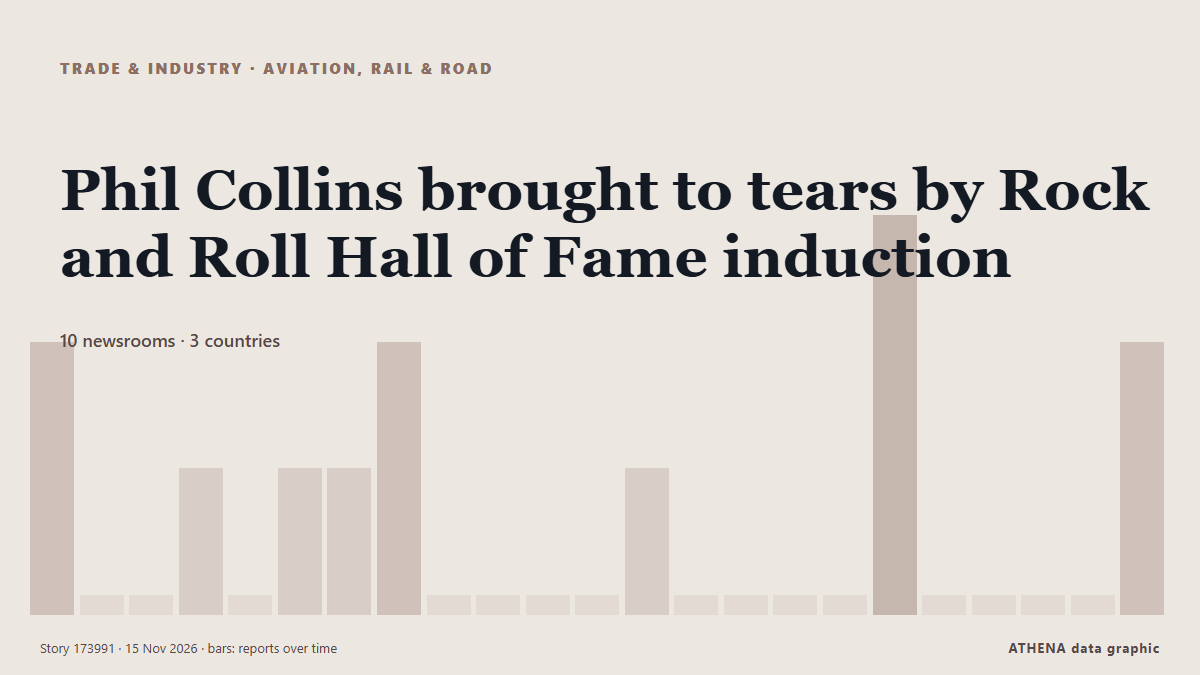 TRADE & INDUSTRY · AVIATION, RAIL & ROAD
Phil Collins brought to tears by Rock
and Roll Hall of Fame induction
10 newsrooms · 3 countries
Story 173991 · 15 Nov 2026 · bars: reports over time
ATHENA data graphic